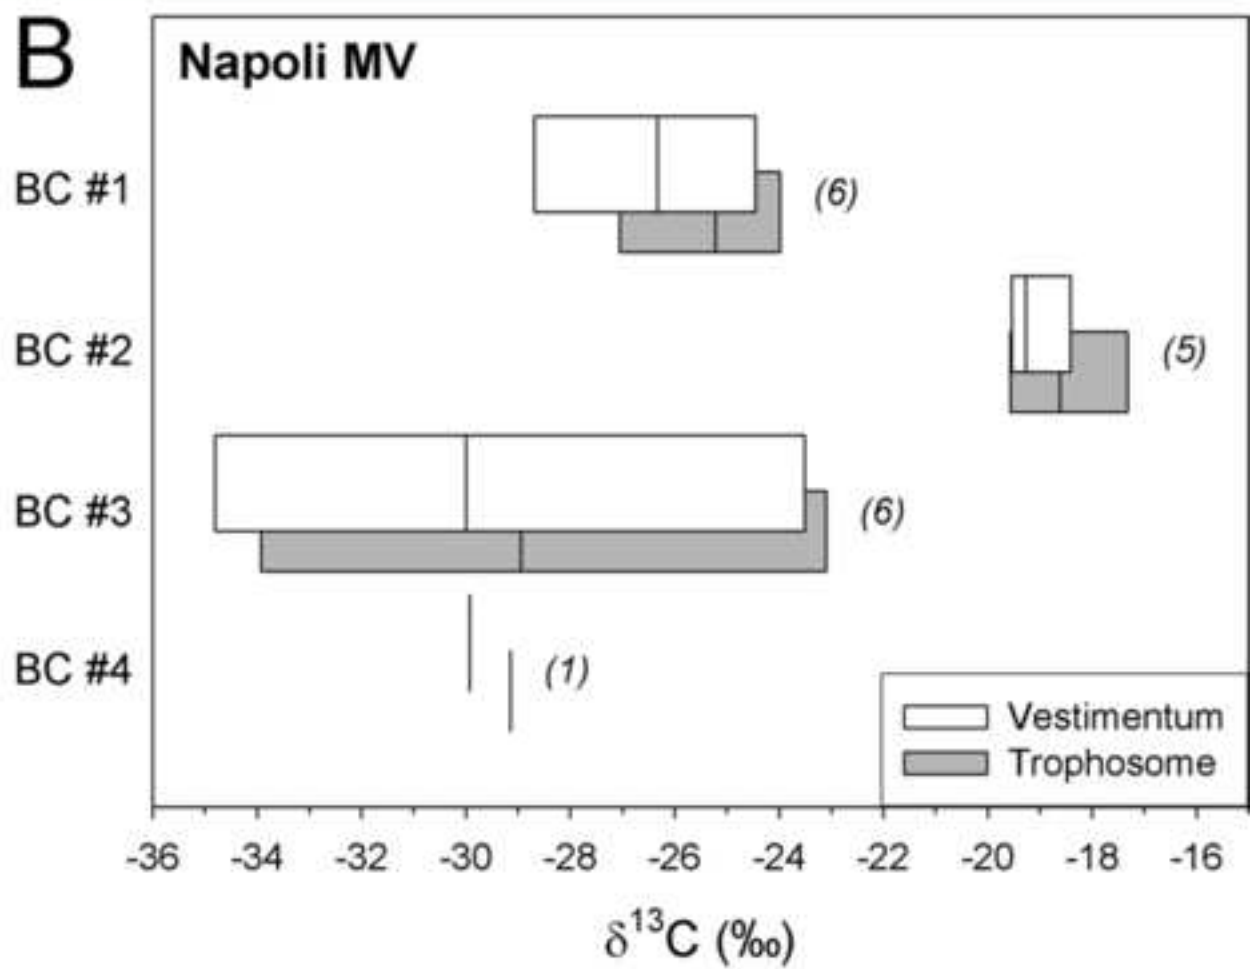 B
Napoli MV
BC #1
(6)
BC #2
(5)
BC #3
(6)
BC #4
(1)
Vestimentum
Trophosome
-36 -34 -32 -30 -28 -26 -24 -22 -20 -18 -16
δ¹³C (‰)